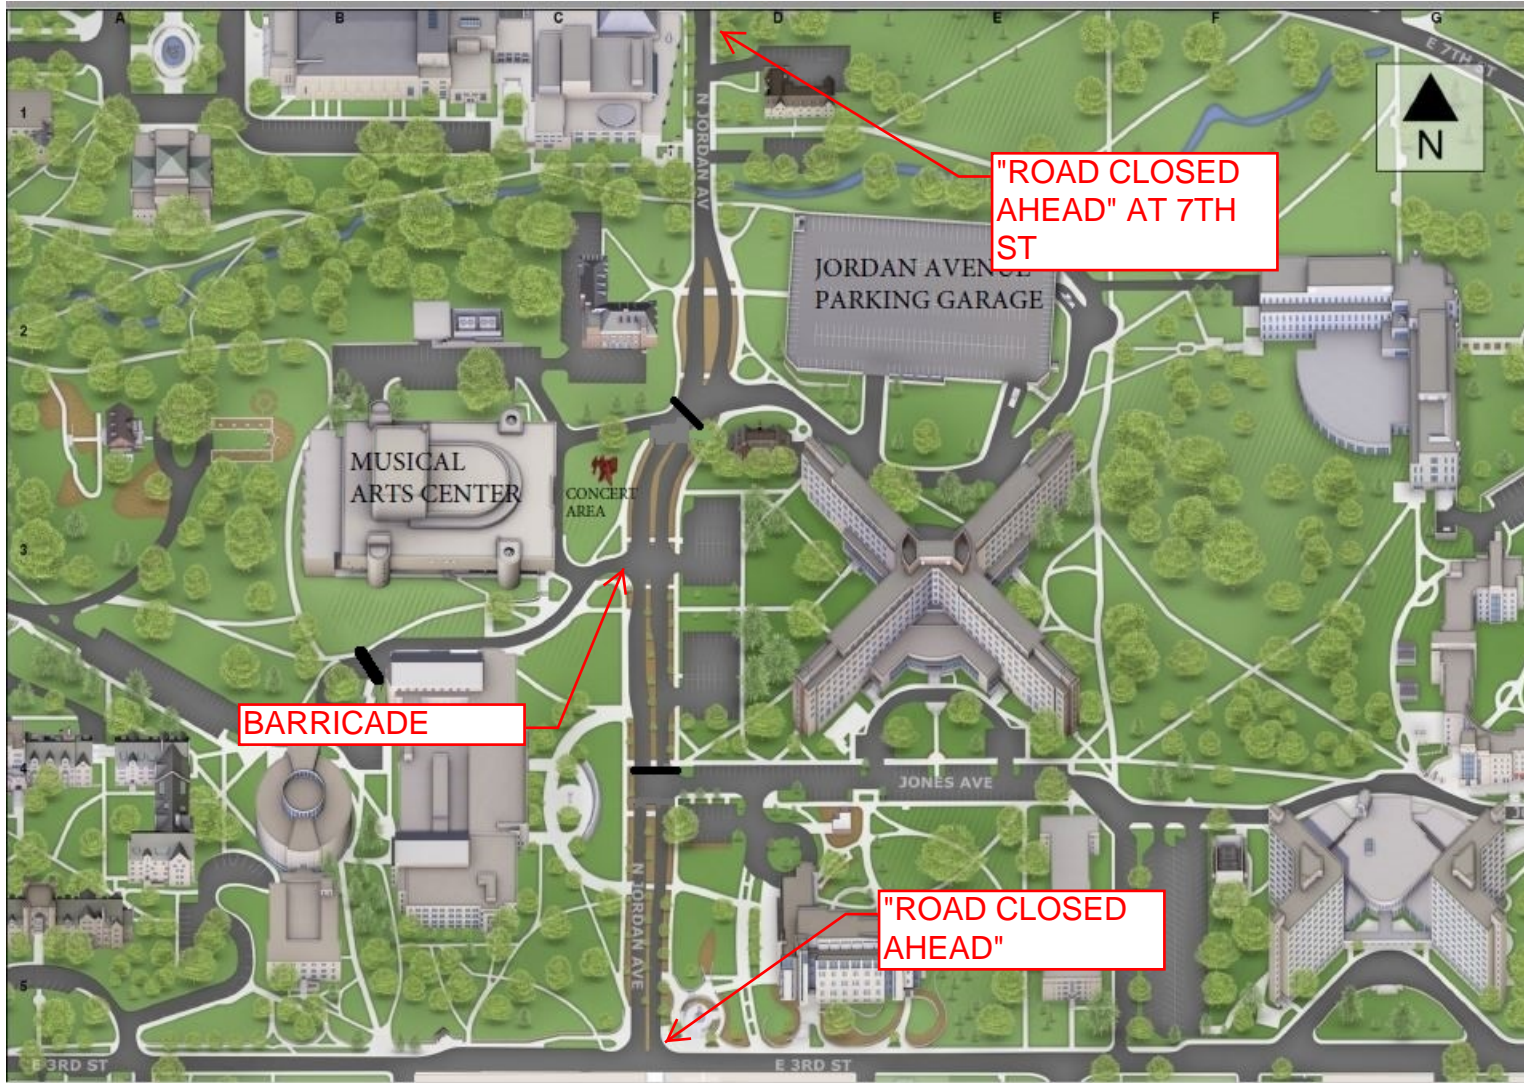 A
B
C
D
E
F
G
E 7TH ST
1
N
N JORDAN AV
"ROAD CLOSED
AHEAD" AT 7TH
ST
JORDAN AVENUE
PARKING GARAGE
2
MUSICAL
ARTS CENTER
CONCERT
AREA
3
BARRICADE
4
JONES AVE
N JORDAN AVE
"ROAD CLOSED
AHEAD"
5
E 3RD ST
E 3RD ST